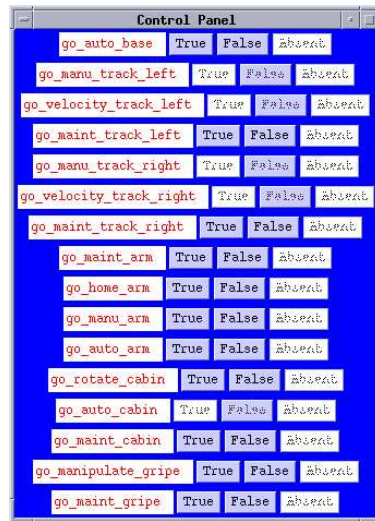 Control Panel
go_auto_base True False Absent
go_manu_track_left True False Absent
go_velocity_track_left True False Absent
go_maint_track_left True False Absent
go_manu_track_right True False Absent
go_velocity_track_right True False Absent
go_maint_track_right True False Absent
go_maint_arm True False Absent
go_home_arm True False Absent
go_manu_arm True False Absent
go_auto_arm True False Absent
go_rotate_cabin True False Absent
go_auto_cabin True False Absent
go_maint_cabin True False Absent
go_manipulate_gripe True False Absent
go_maint_gripe True False Absent